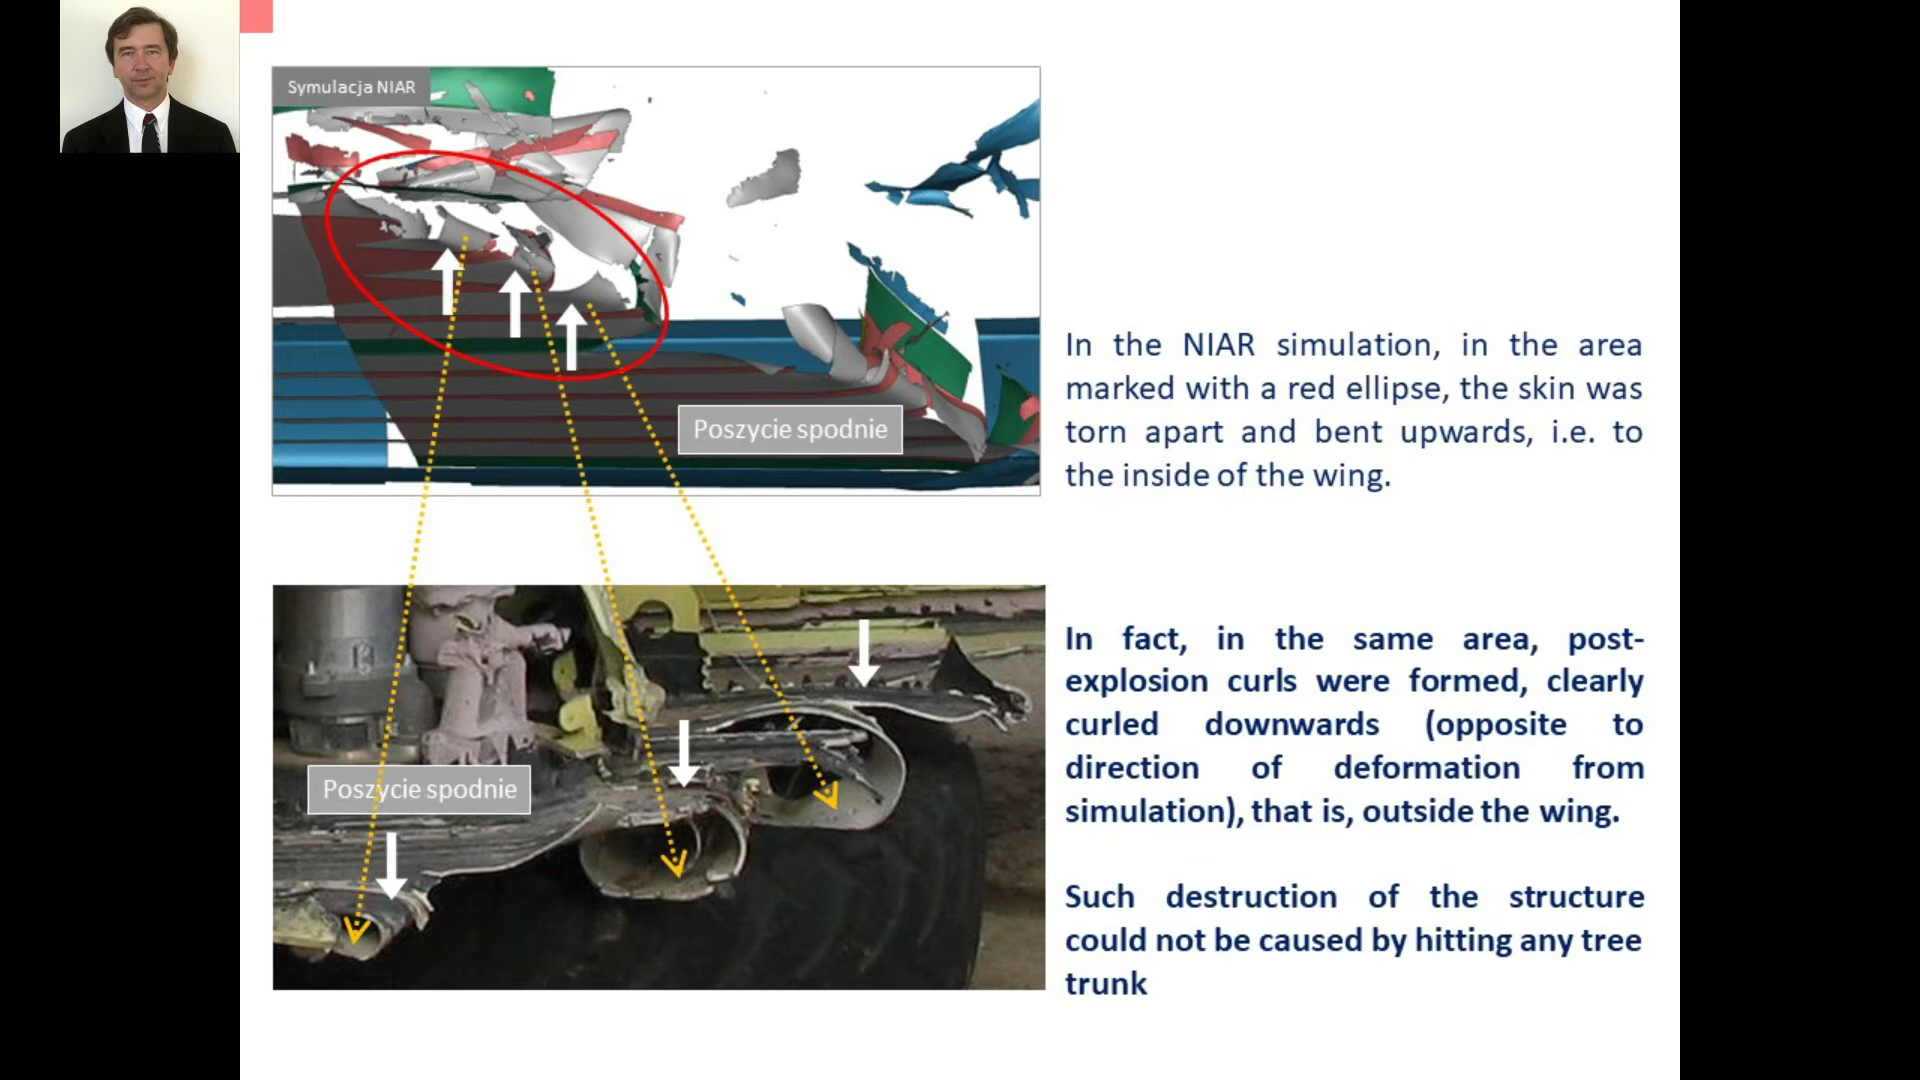 Symulacja NIAR
Poszycie spodnie
In the NIAR simulation, in the area
marked with a red ellipse, the skin was
torn apart and bent upwards, i.e. to
the inside of the wing.
Poszycie spodnie
In fact, in the same area, post-
explosion curls were formed, clearly
curled downwards (opposite to
direction of deformation from
simulation), that is, outside the wing.
Such destruction of the structure
could not be caused by hitting any tree
trunk